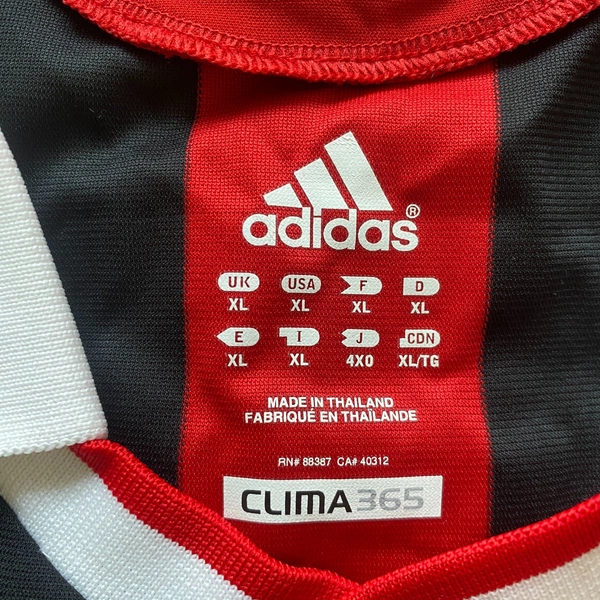 adidas®
UK USA F D
XL XL XL XL
E I J CDN
XL XL 4XO XL/TG
MADE IN THAILAND
FABRIQUÉ EN THAÏLANDE
RN# 88387 CA# 40312
CLIMA365